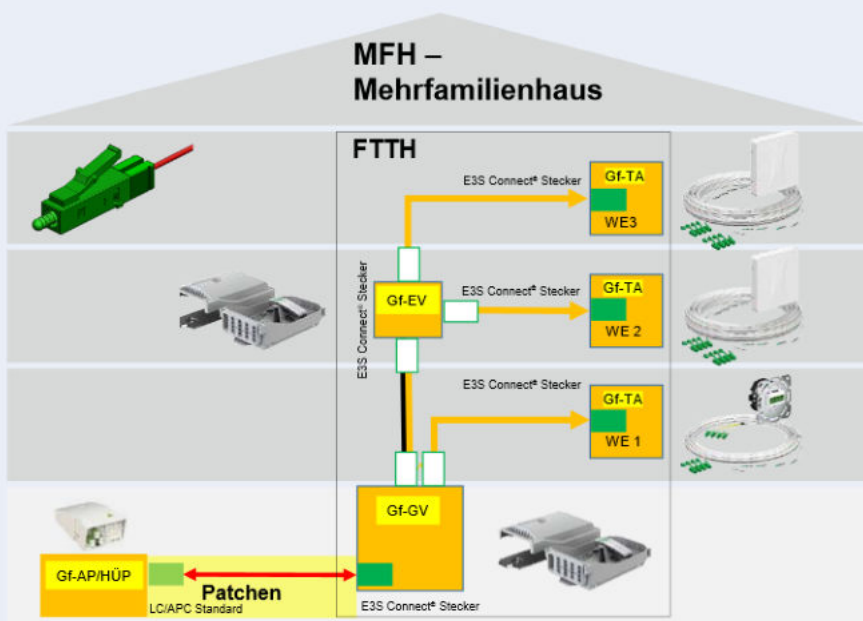 MFH –
Mehrfamilienhaus
FTTH
E3S Connect® Stecker
Gf-TA
WE3
E3S Connect® Stecker
Gf-EV
E3S Connect® Stecker
Gf-TA
WE 2
E3S Connect® Stecker
Gf-TA
WE 1
Gf-GV
Gf-AP/HÜP
Patchen
LC/APC Standard
E3S Connect® Stecker